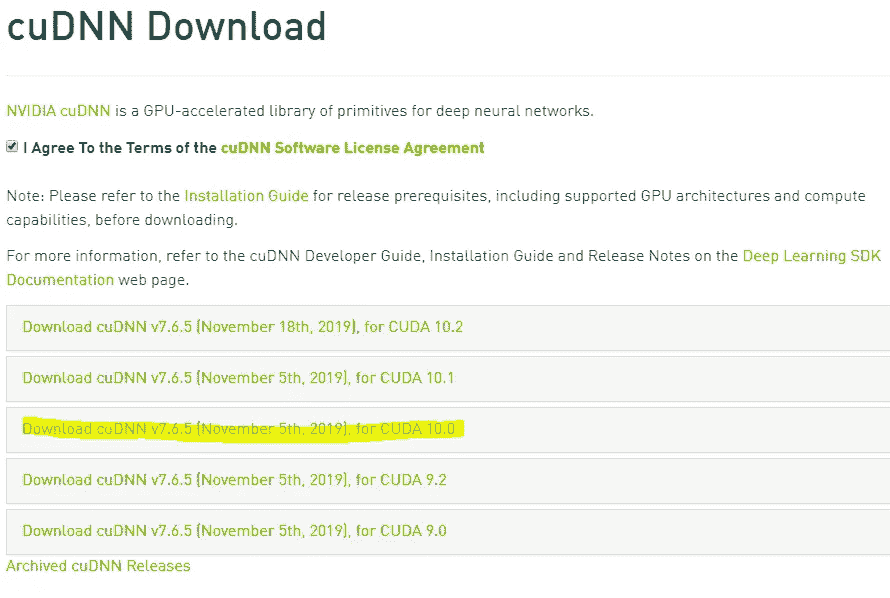 cuDNN Download
NVIDIA cuDNN is a GPU-accelerated library of primitives for deep neural networks.
I Agree To the Terms of the cuDNN Software License Agreement
Note: Please refer to the Installation Guide for release prerequisites, including supported GPU architectures and compute
capabilities, before downloading.
For more information, refer to the cuDNN Developer Guide, Installation Guide and Release Notes on the Deep Learning SDK
Documentation web page.
Download cuDNN v7.6.5 (November 18th, 2019), for CUDA 10.2
Download cuDNN v7.6.5 (November 5th, 2019), for CUDA 10.1
Download cuDNN v7.6.5 (November 5th, 2019), for CUDA 10.0
Download cuDNN v7.6.5 (November 5th, 2019), for CUDA 9.2
Download cuDNN v7.6.5 (November 5th, 2019), for CUDA 9.0
Archived cuDNN Releases